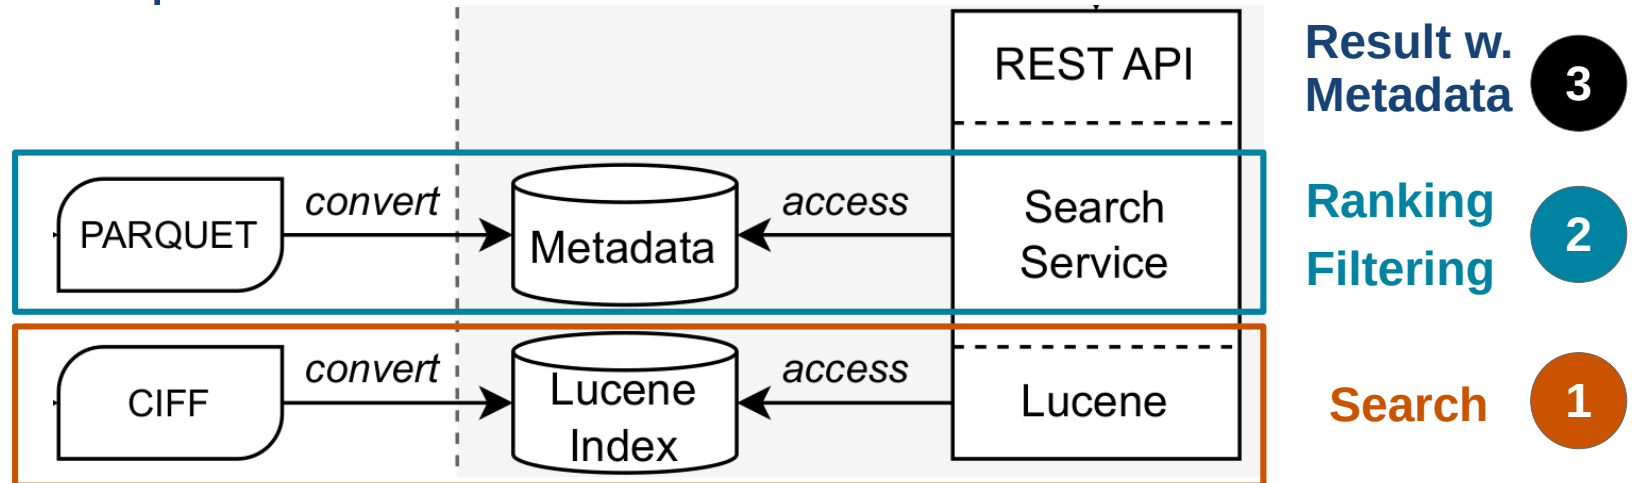 REST API
Result w.
Metadata
3
PARQUET
convert
Metadata
access
Search
Service
Ranking
Filtering
2
CIFF
convert
Lucene
Index
access
Lucene
Search
1